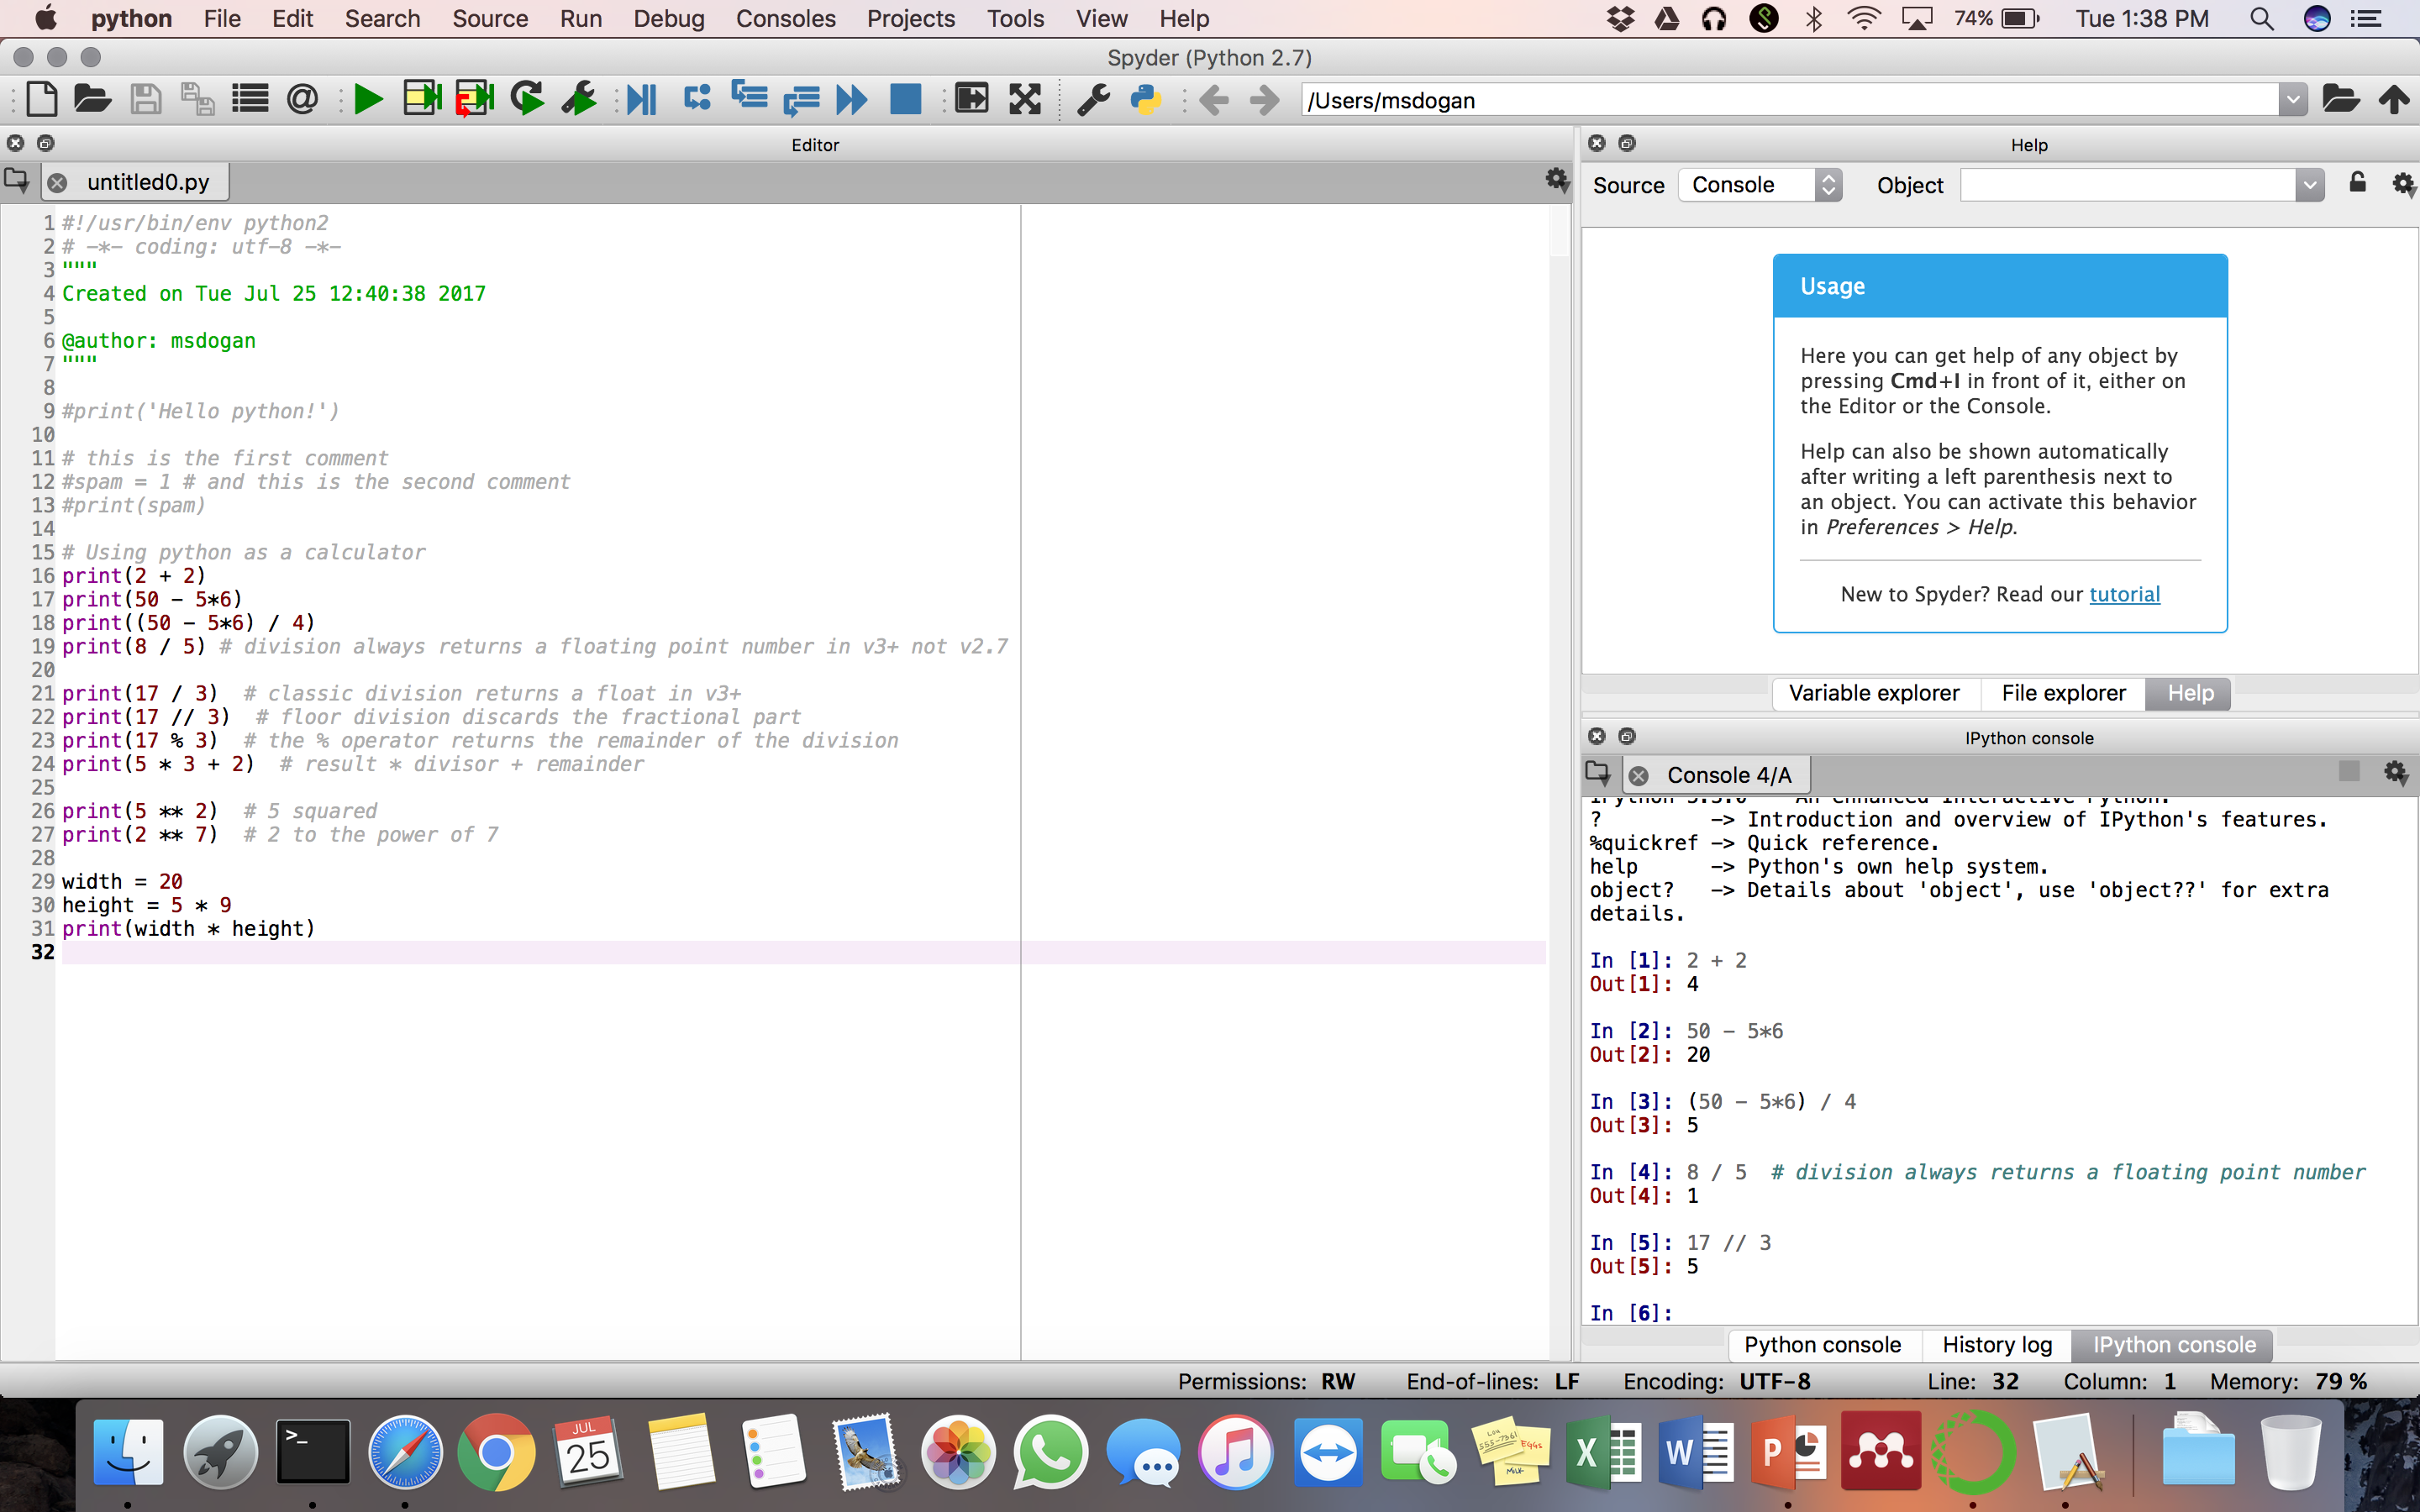 python File Edit Search Source Run Debug Consoles Projects Tools View Help 74% Tue 1:38 PM
Spyder (Python 2.7)
/Users/msdogan
Editor
untitled0.py
1 #!/usr/bin/env python2
2 # -*- coding: utf-8 -*-
3 """
4 Created on Tue Jul 25 12:40:38 2017
5
6 @author: msdogan
7 """
8
9 #print('Hello python!')
10
11 # this is the first comment
12 #spam = 1 # and this is the second comment
13 #print(spam)
14
15 # Using python as a calculator
16 print(2 + 2)
17 print(50 - 5*6)
18 print((50 - 5*6) / 4)
19 print(8 / 5) # division always returns a floating point number in v3+ not v2.7
20
21 print(17 / 3)  # classic division returns a float in v3+
22 print(17 // 3)  # floor division discards the fractional part
23 print(17 % 3)  # the % operator returns the remainder of the division
24 print(5 * 3 + 2)  # result * divisor + remainder
25
26 print(5 ** 2)  # 5 squared
27 print(2 ** 7)  # 2 to the power of 7
28
29 width = 20
30 height = 5 * 9
31 print(width * height)
32
Help
Source Console Object
Usage
Here you can get help of any object by
pressing Cmd+I in front of it, either on
the Editor or the Console.
Help can also be shown automatically
after writing a left parenthesis next to
an object. You can activate this behavior
in Preferences > Help.
New to Spyder? Read our tutorial
Variable explorer File explorer Help
IPython console
Console 4/A
IPython 5.3.0 -- An enhanced Interactive Python.
? -> Introduction and overview of IPython's features.
%quickref -> Quick reference.
help -> Python's own help system.
object? -> Details about 'object', use 'object??' for extra
details.
In [1]: 2 + 2
Out[1]: 4
In [2]: 50 - 5*6
Out[2]: 20
In [3]: (50 - 5*6) / 4
Out[3]: 5
In [4]: 8 / 5  # division always returns a floating point number
Out[4]: 1
In [5]: 17 // 3
Out[5]: 5
In [6]:
Python console History log IPython console
Permissions: RW End-of-lines: LF Encoding: UTF-8 Line: 32 Column: 1 Memory: 79 %
JUL
25
555-7361
EGGS
MILK
X W P